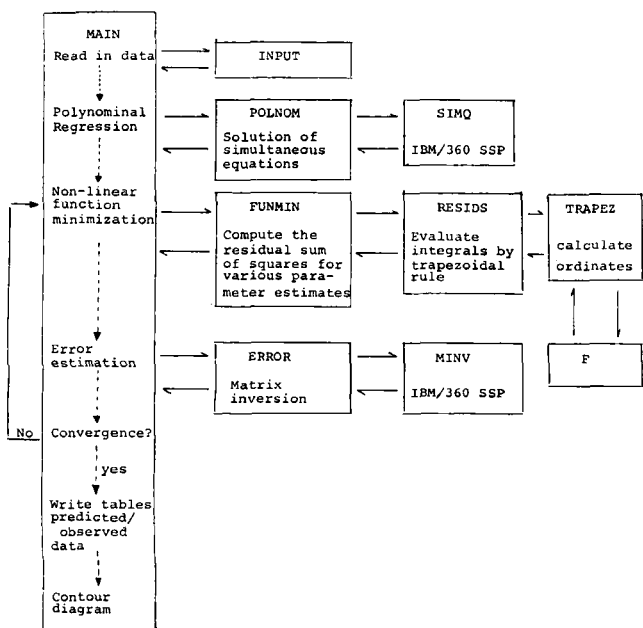 MAIN
Read in data
INPUT
Polynominal
Regression
POLNOM
Solution of
simultaneous
equations
SIMQ
IBM/360 SSP
Non-linear
function
minimization
FUNMIN
Compute the
residual sum
of squares for
various para-
meter estimates
RESIDS
Evaluate
integrals by
trapezoidal
rule
TRAPEZ
calculate
ordinates
F
Error
estimation
ERROR
Matrix
inversion
MINV
IBM/360 SSP
No
Convergence?
yes
Write tables
predicted/
observed
data
Contour
diagram